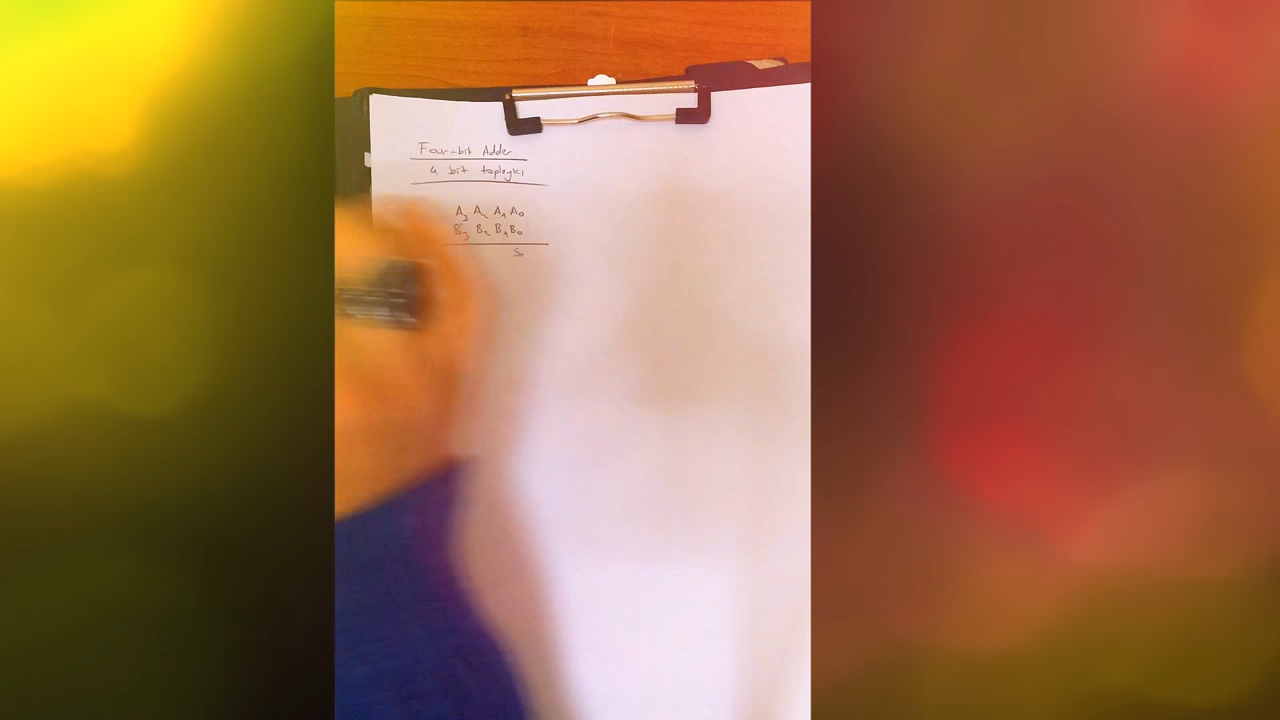 Four-bit Adder
4 bit toplayıcı
A₃ A₂ A₁ A₀
B₃ B₂ B₁ B₀
S₀